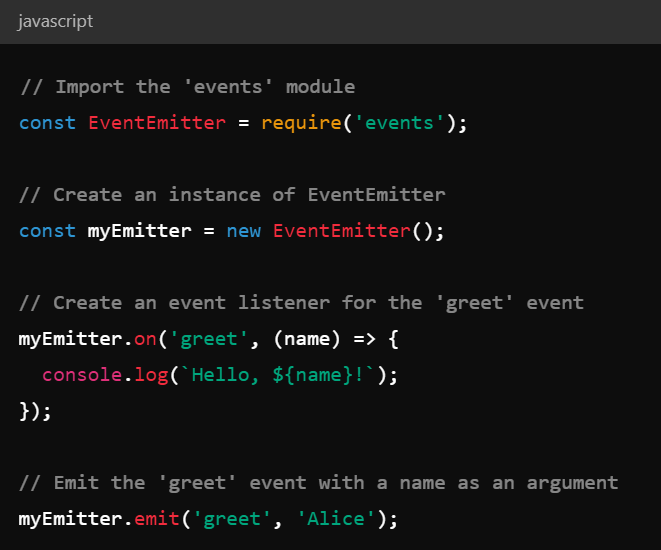 javascript
// Import the 'events' module
const EventEmitter = require('events');
// Create an instance of EventEmitter
const myEmitter = new EventEmitter();
// Create an event listener for the 'greet' event
myEmitter.on('greet', (name) => {
  console.log(`Hello, ${name}!`);
});
// Emit the 'greet' event with a name as an argument
myEmitter.emit('greet', 'Alice');